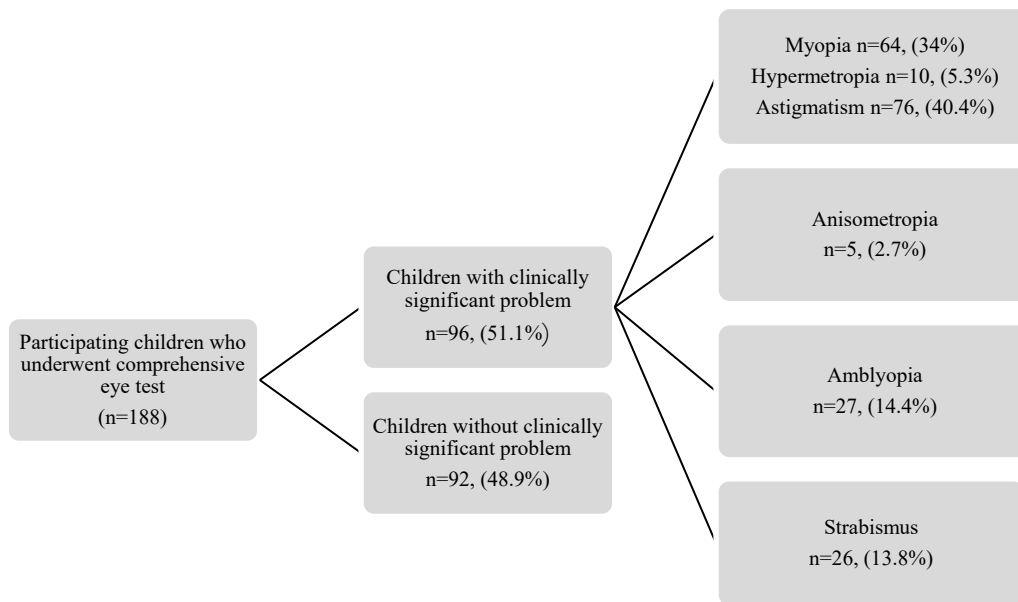 Participating children who
underwent comprehensive
eye test
(n=188)
Children with clinically
significant problem
n=96, (51.1%)
Children without clinically
significant problem
n=92, (48.9%)
Myopia n=64, (34%)
Hypermetropia n=10, (5.3%)
Astigmatism n=76, (40.4%)
Anisometropia
n=5, (2.7%)
Amblyopia
n=27, (14.4%)
Strabismus
n=26, (13.8%)